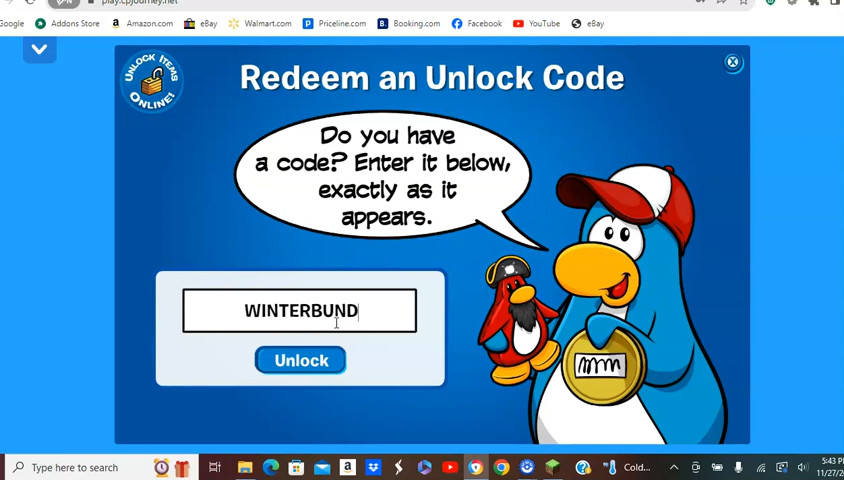 play.cpjourney.net
Google Addons Store Amazon.com eBay Walmart.com Priceline.com Booking.com Facebook YouTube eBay
UNLOCK ITEMS
ONLINE!
Redeem an Unlock Code
Do you have
a code? Enter it below,
exactly as it
appears.
WINTERBUND
Unlock
Type here to search
Cold...
5:43 PM
11/27/20